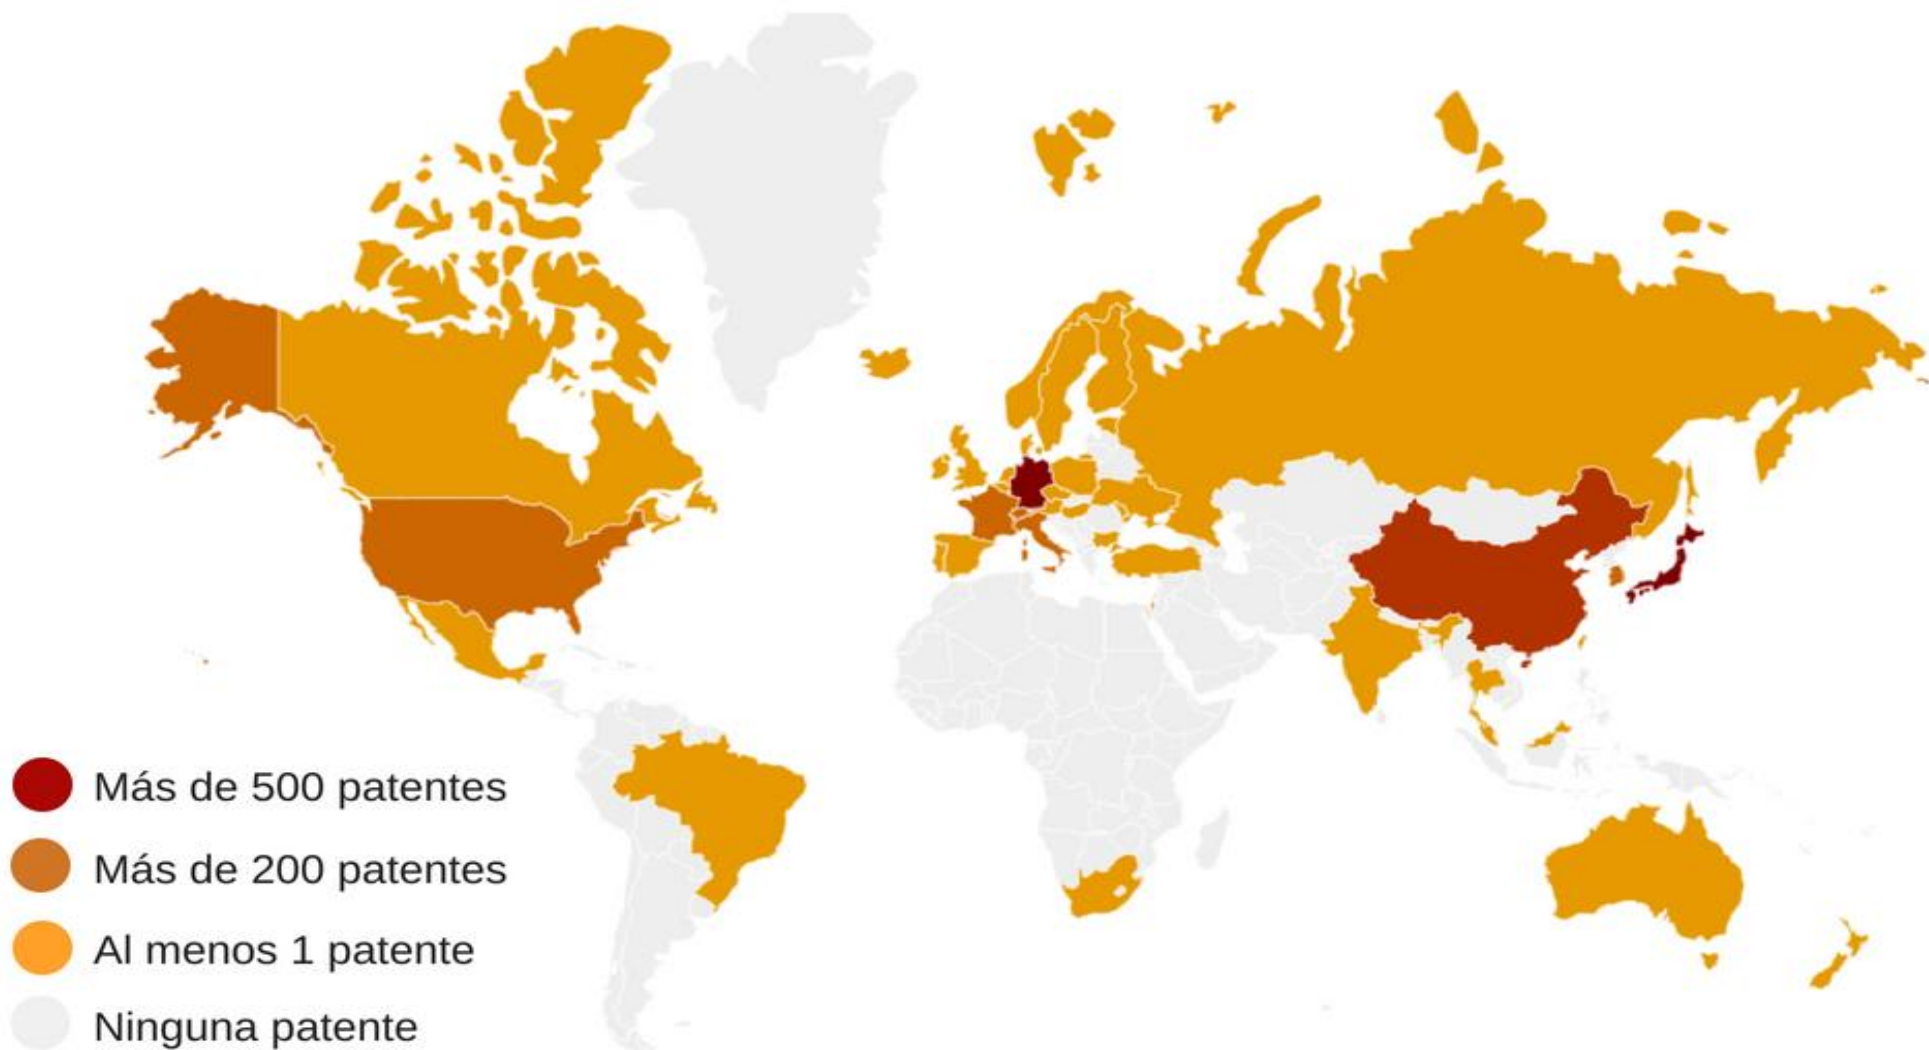 Más de 500 patentes
Más de 200 patentes
Al menos 1 patente
Ninguna patente